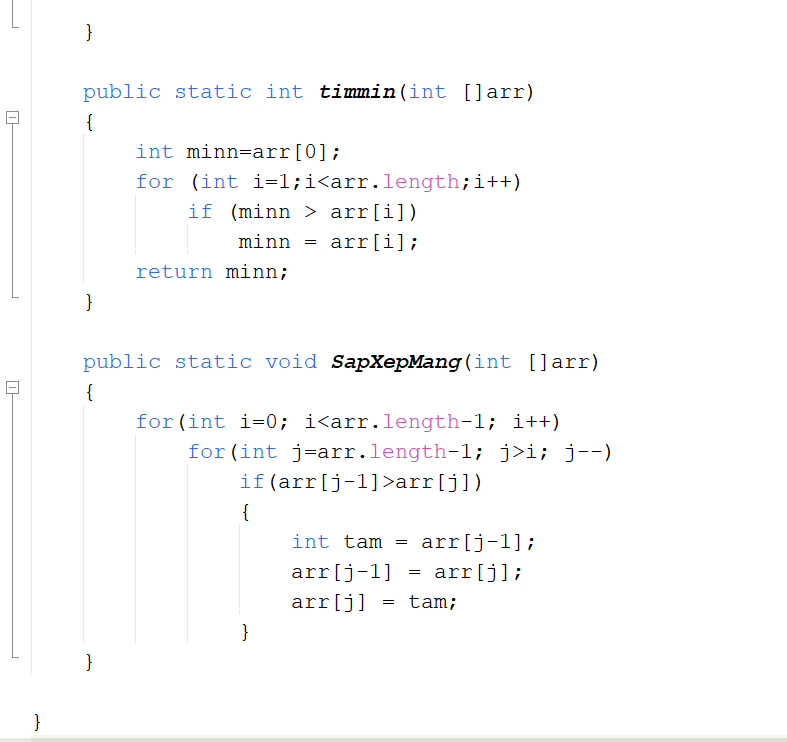 }

    public static int timmin(int []arr)
    {
        int minn=arr[0];
        for (int i=1;i<arr.length;i++)
            if (minn > arr[i])
                minn = arr[i];
        return minn;
    }

    public static void SapXepMang(int []arr)
    {
        for(int i=0; i<arr.length-1; i++)
            for(int j=arr.length-1; j>i; j--)
                if(arr[j-1]>arr[j])
                {
                    int tam = arr[j-1];
                    arr[j-1] = arr[j];
                    arr[j] = tam;
                }
    }

}